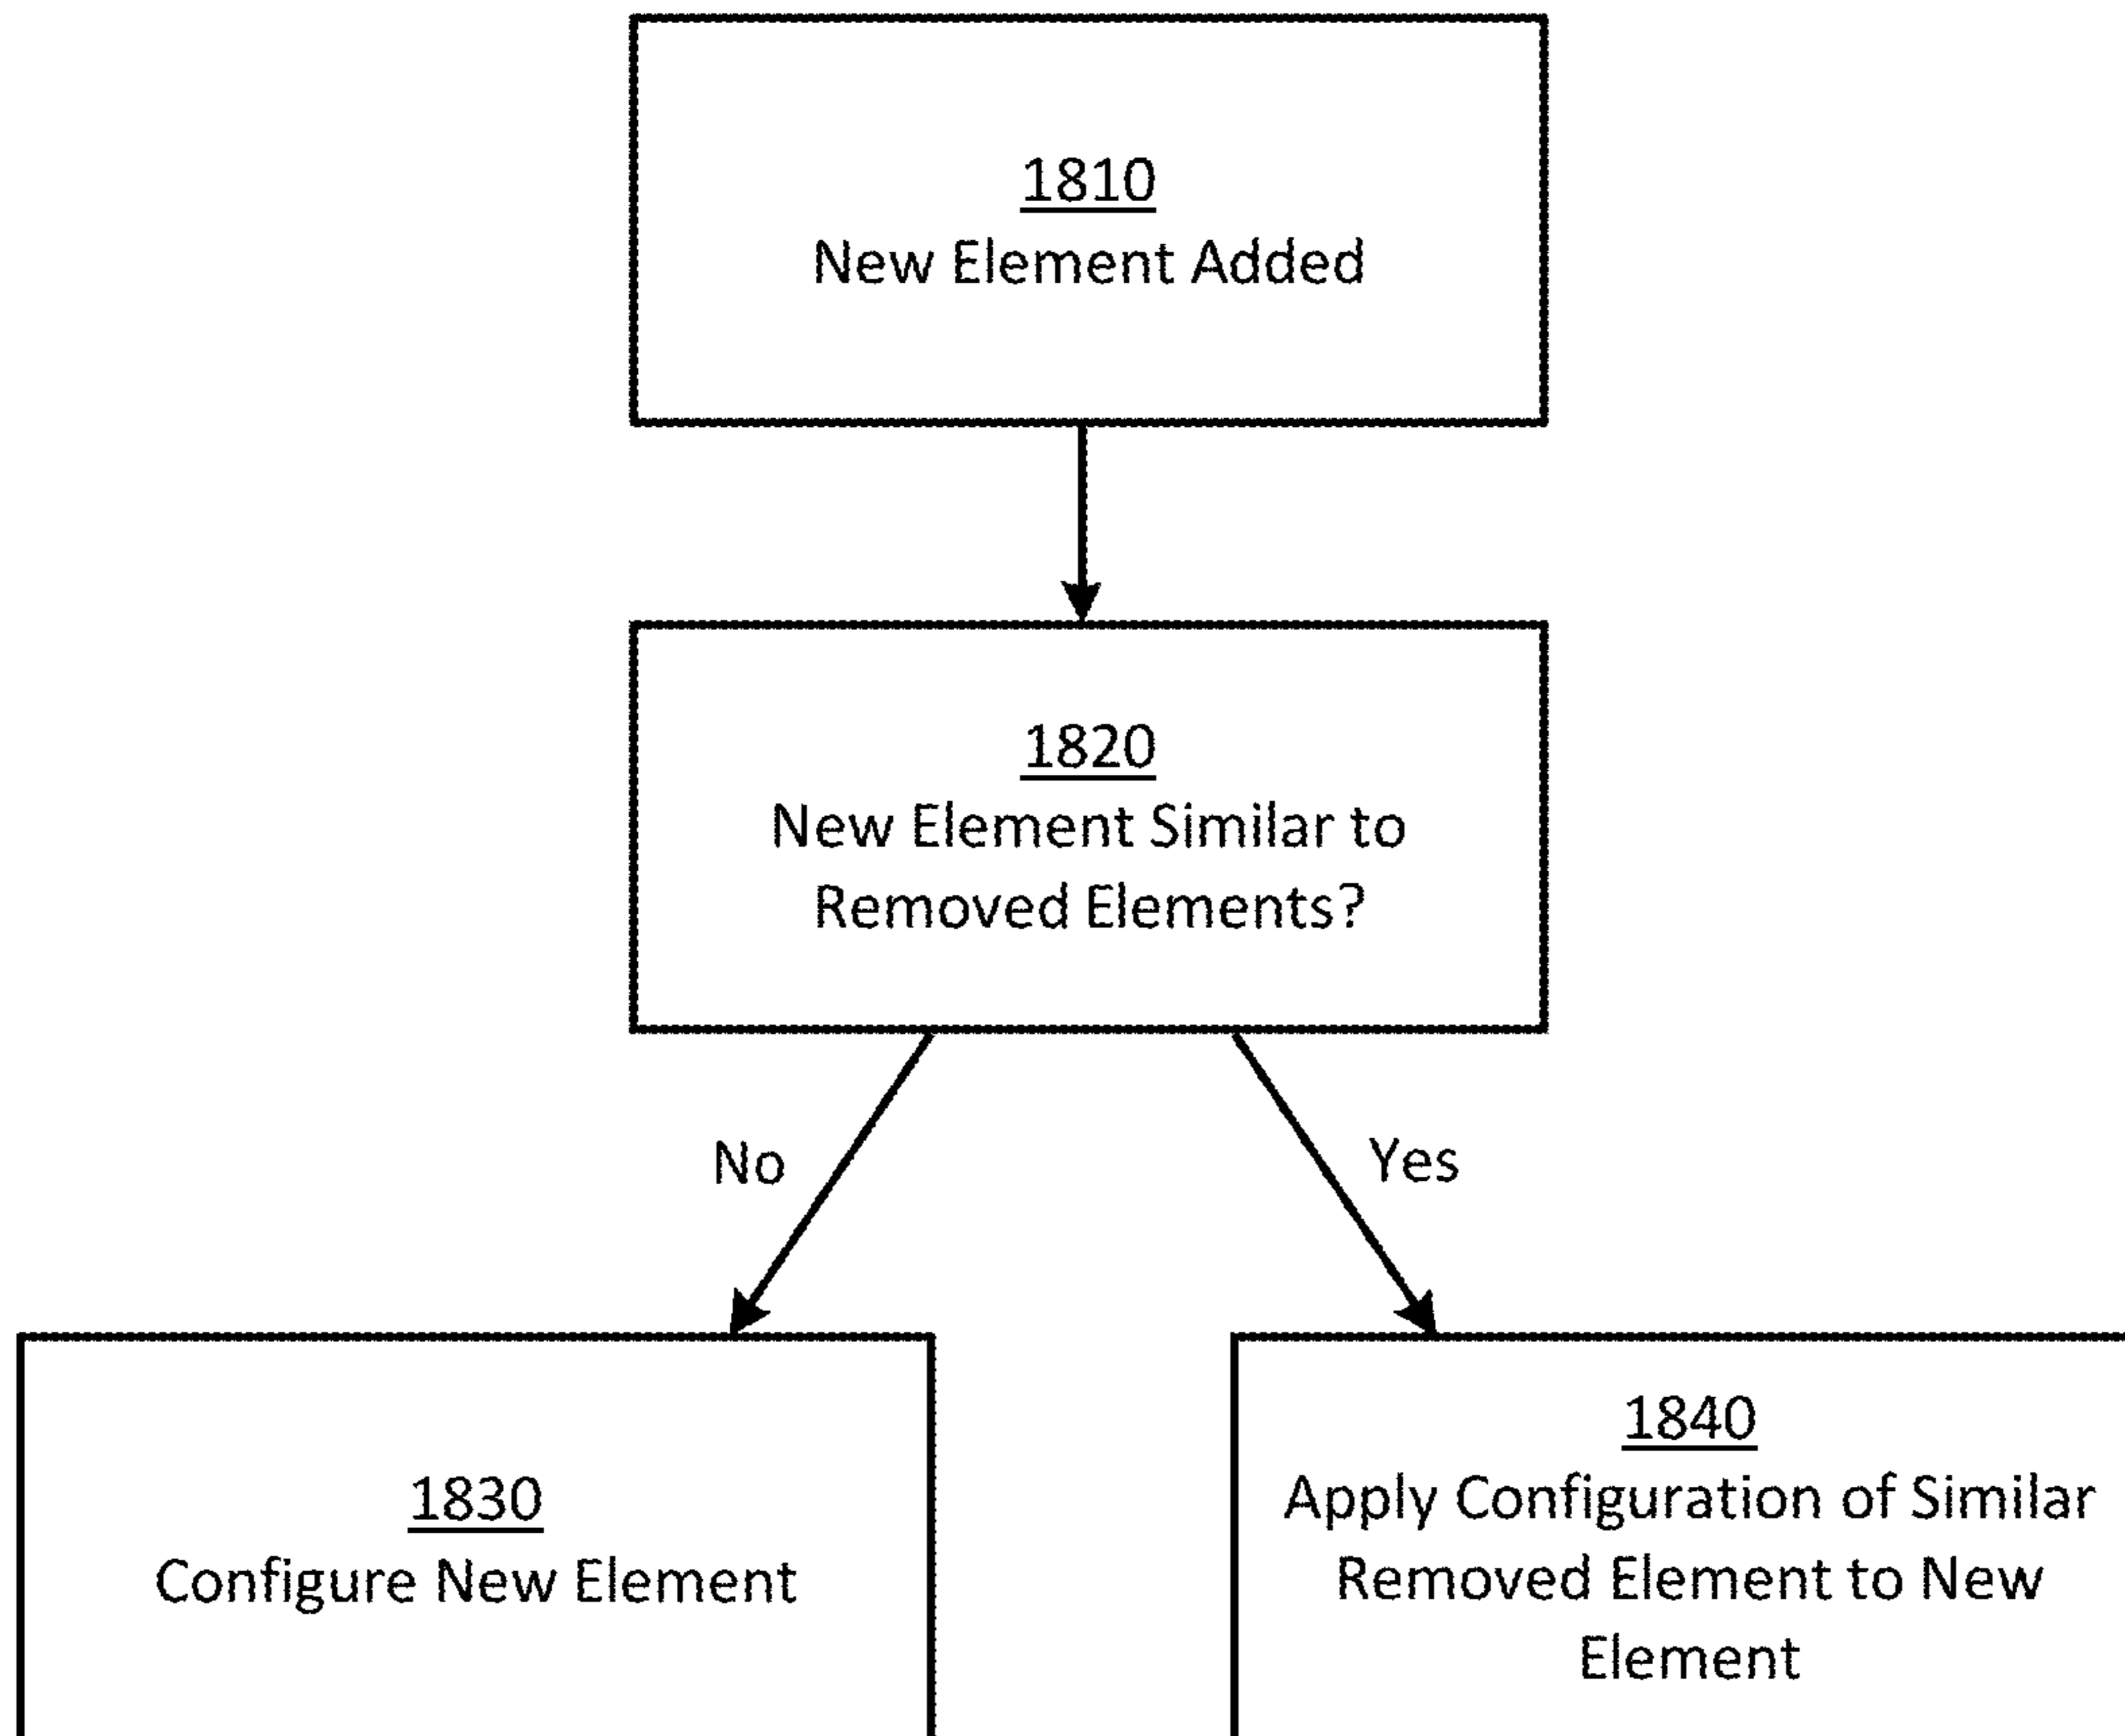 1810
New Element Added
1820
New Element Similar to
Removed Elements?
No
Yes
1830
Configure New Element
1840
Apply Configuration of Similar
Removed Element to New
Element